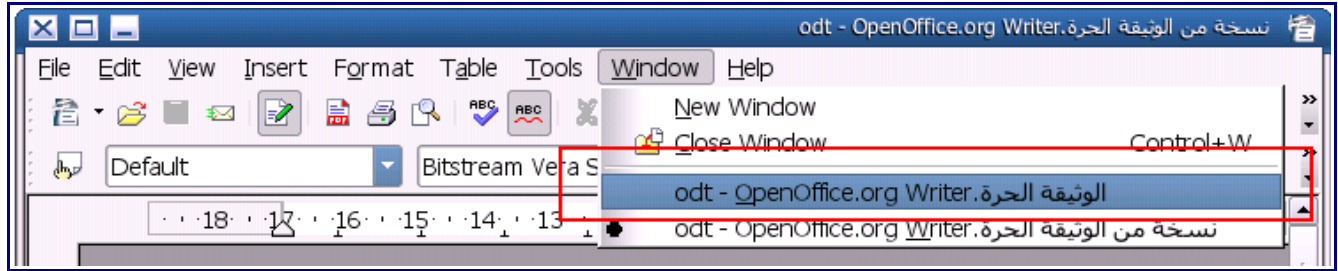 نسخة من الوثيقة الحرة.odt - OpenOffice.org Writer
File Edit View Insert Format Table Tools Window Help
ABC ABC
New Window
Close Window Control+W
Default Bitstream Vera S
الوثيقة الحرة.odt - OpenOffice.org Writer
18 17 16 15 14 13
نسخة من الوثيقة الحرة.odt - OpenOffice.org Writer